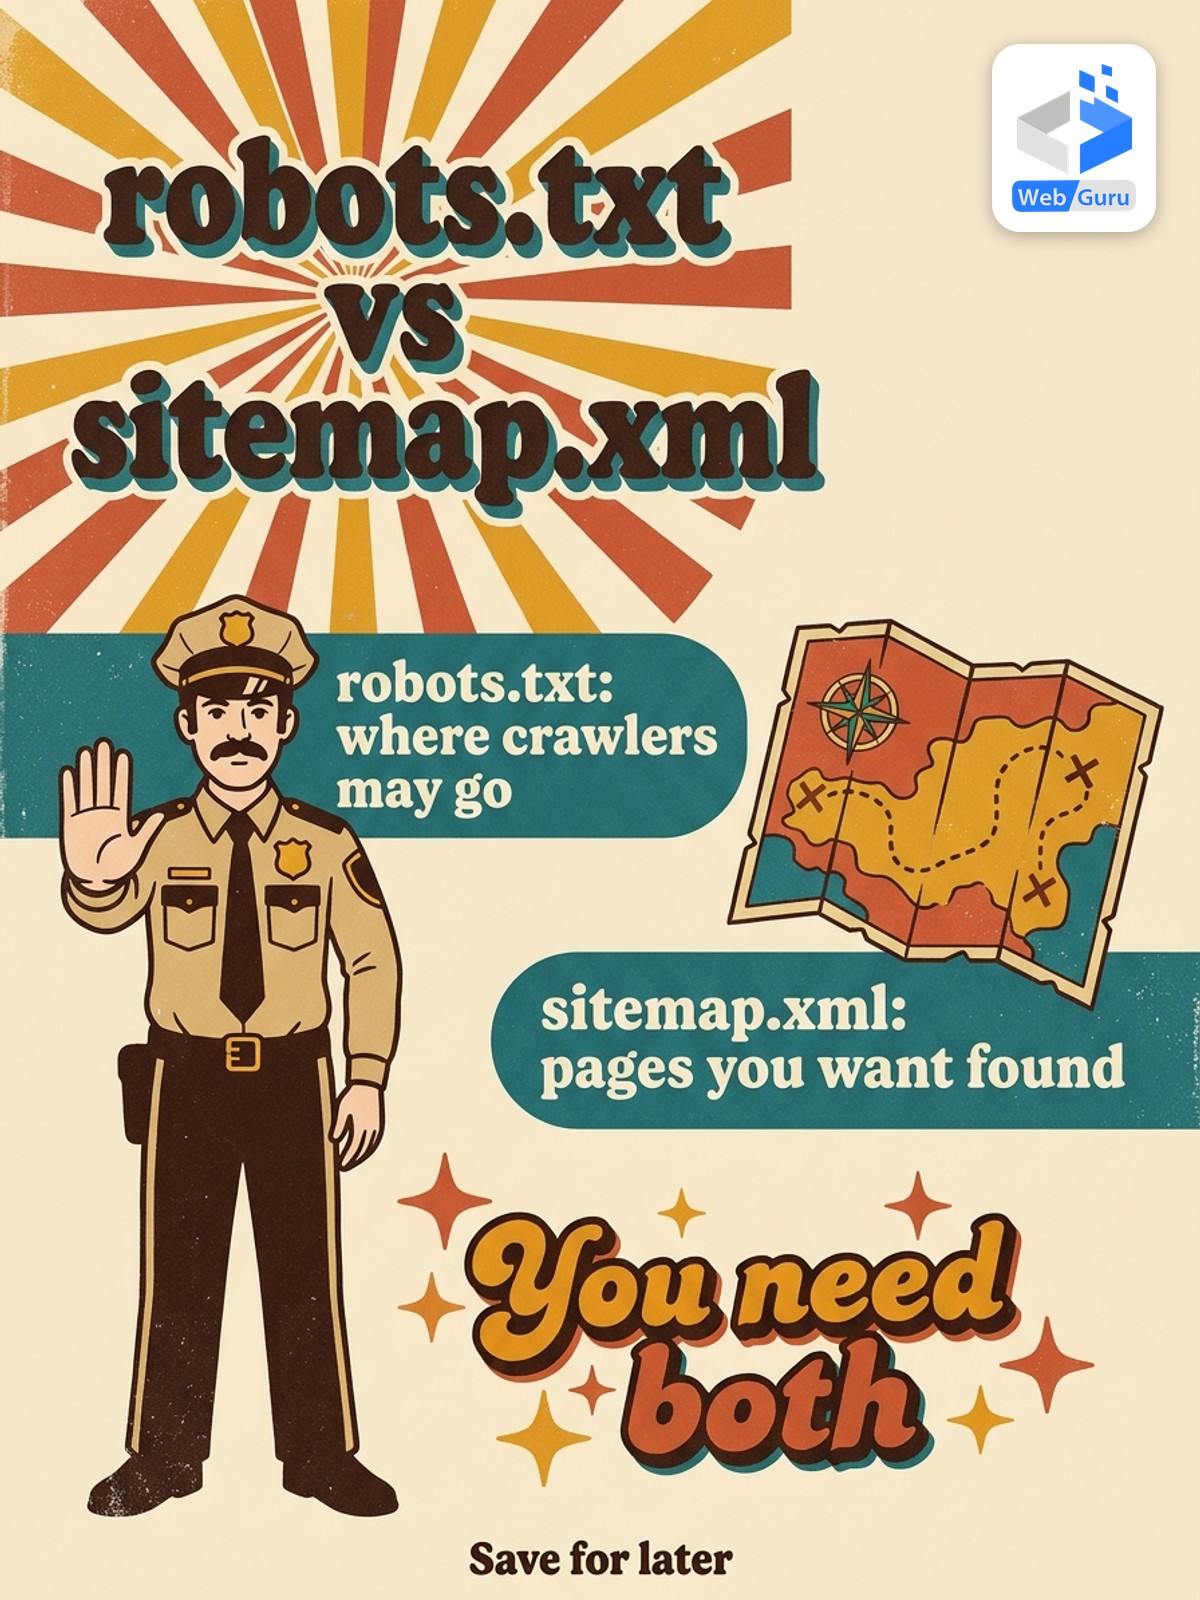 robots.txt
vs
sitemap.xml
Web Guru
robots.txt:
where crawlers
may go
sitemap.xml:
pages you want found
You need
both
Save for later